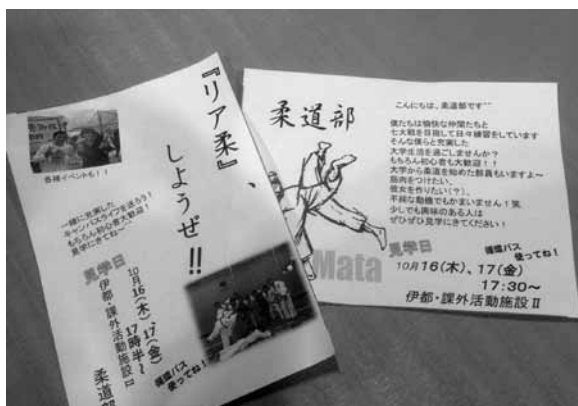 『リア柔』、
しようぜ!!
各種イベントも!!
一緒に充実した
キャンパスライフを送ろう!
もちろん初心者大歓迎!
見学にきてね~^^
見学日
10月16(木)、17(金)
17時半~
伊都・課外活動施設Ⅱ
循環バス
使ってね!
柔道部
柔道部
Mata
こんにちは、柔道部です^^
僕たちは愉快な仲間たちと
七大戦を目指して日々練習をしています
そんな僕らと充実した
大学生活を過ごしませんか?
もちろん初心者も大歓迎!!
大学から柔道を始めた部員もいますよ~
筋肉をつけたい、
彼女を作りたい(?)、
不純な動機でもかまいません!笑
少しでも興味のある人は
ぜひぜひ見学にきてください!
見学日
循環バス
使ってね!
10月16(木)、17(金)
17:30~
伊都・課外活動施設Ⅱ